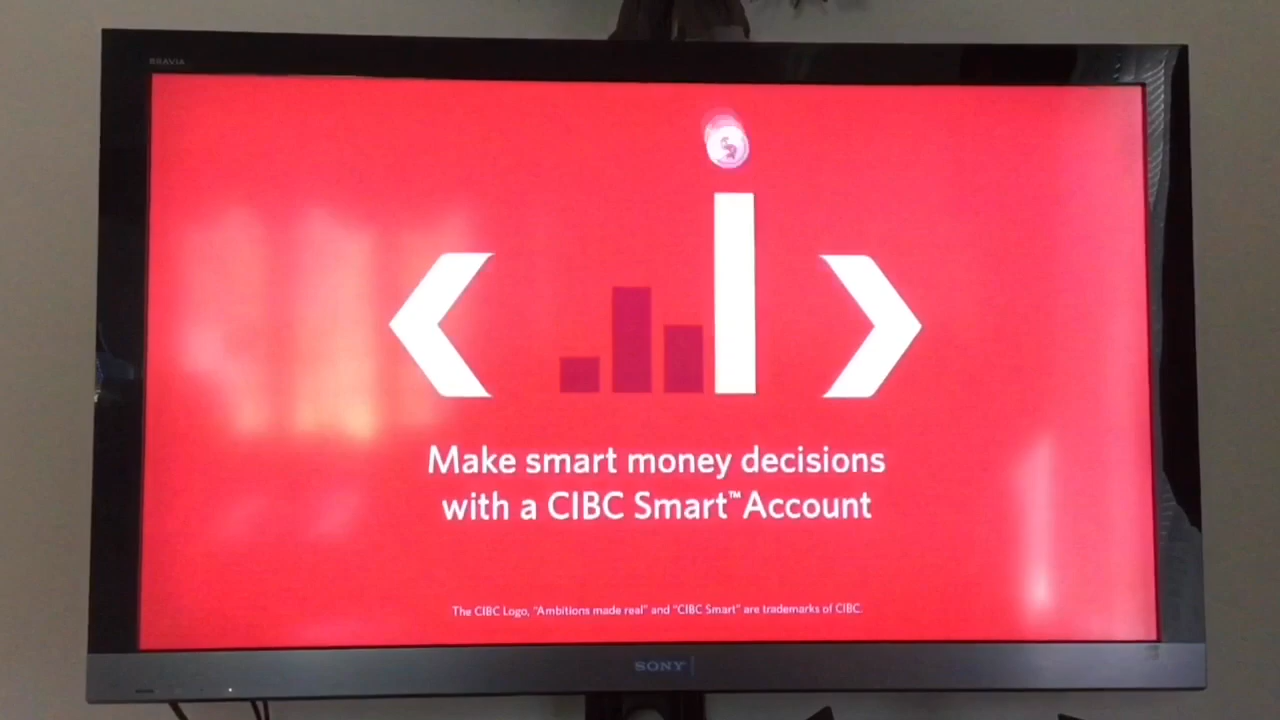 BRAVIA
$
Make smart money decisions
with a CIBC Smart™ Account
The CIBC Logo, "Ambitions made real" and "CIBC Smart" are trademarks of CIBC.
SONY